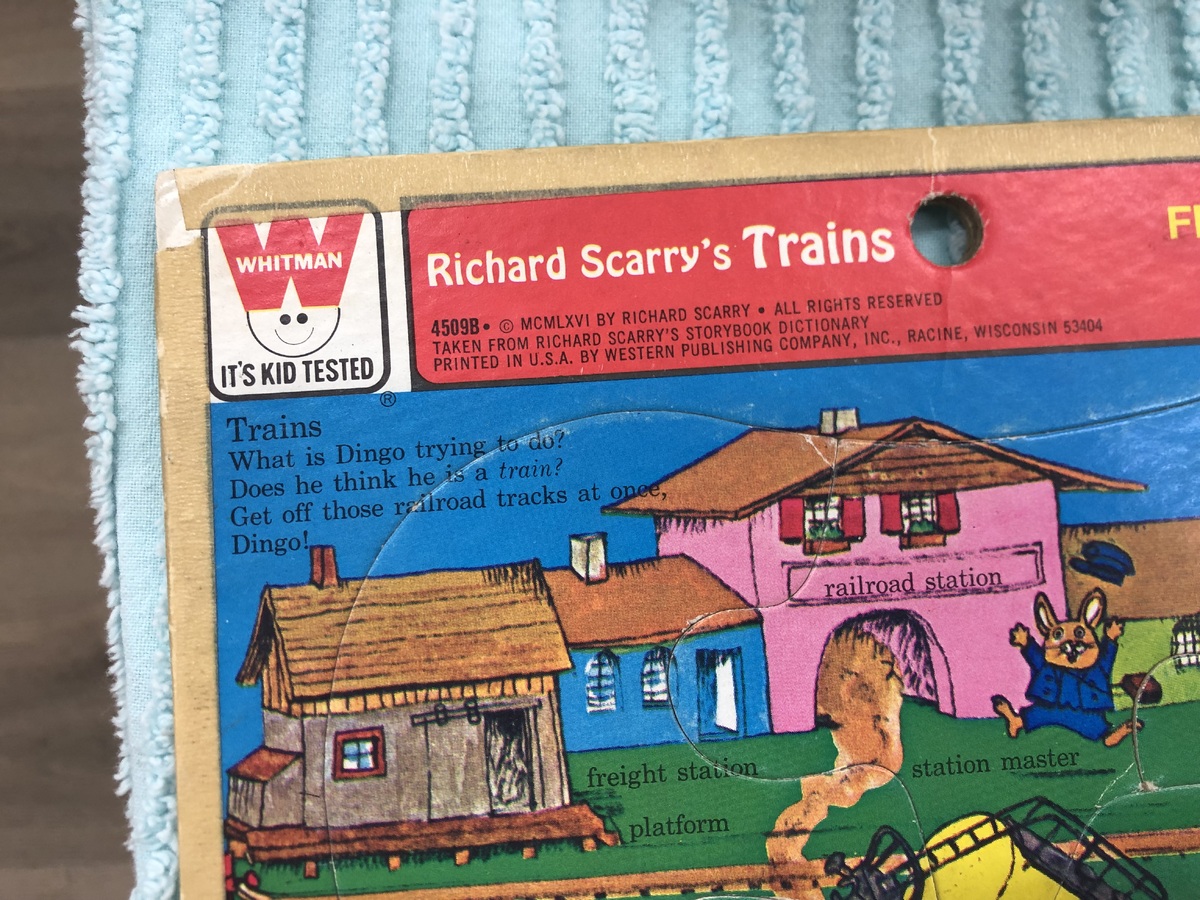 WHITMAN
IT'S KID TESTED
®
Richard Scarry's Trains
4509B • © MCMLXVI BY RICHARD SCARRY • ALL RIGHTS RESERVED
TAKEN FROM RICHARD SCARRY'S STORYBOOK DICTIONARY
PRINTED IN U.S.A. BY WESTERN PUBLISHING COMPANY, INC., RACINE, WISCONSIN 53404
Trains
What is Dingo trying to do?
Does he think he is a train?
Get off those railroad tracks at once,
Dingo!
railroad station
freight station
station master
platform